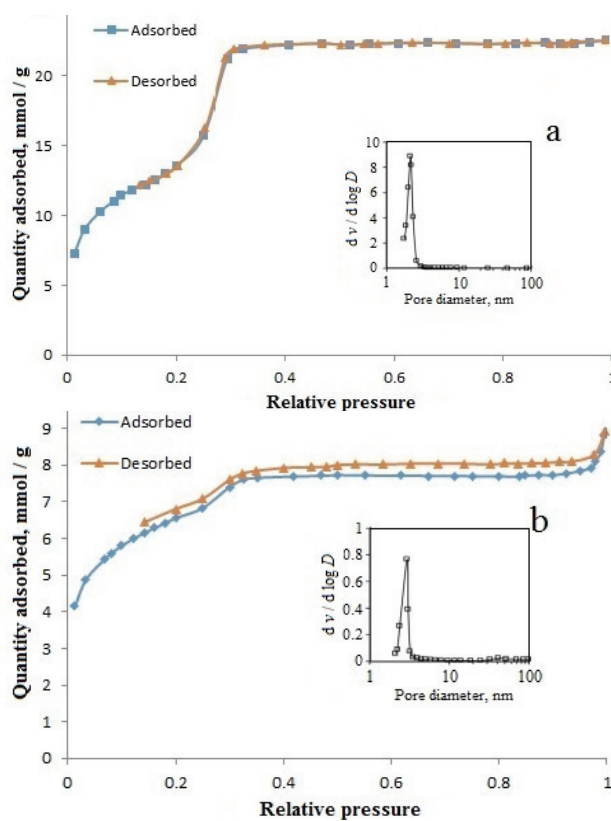 Adsorbed
Desorbed
Quantity adsorbed, mmol / g
20
15
10
5
0
0 0.2 0.4 0.6 0.8 1
Relative pressure
a
d v / d log D
10
8
6
4
2
0
1 10 100
Pore diameter, nm
Adsorbed
Desorbed
Quantity adsorbed, mmol / g
9
8
7
6
5
4
3
2
1
0
0 0.2 0.4 0.6 0.8 1
Relative pressure
b
d v / d log D
1
0.8
0.6
0.4
0.2
0
1 10 100
Pore diameter, nm